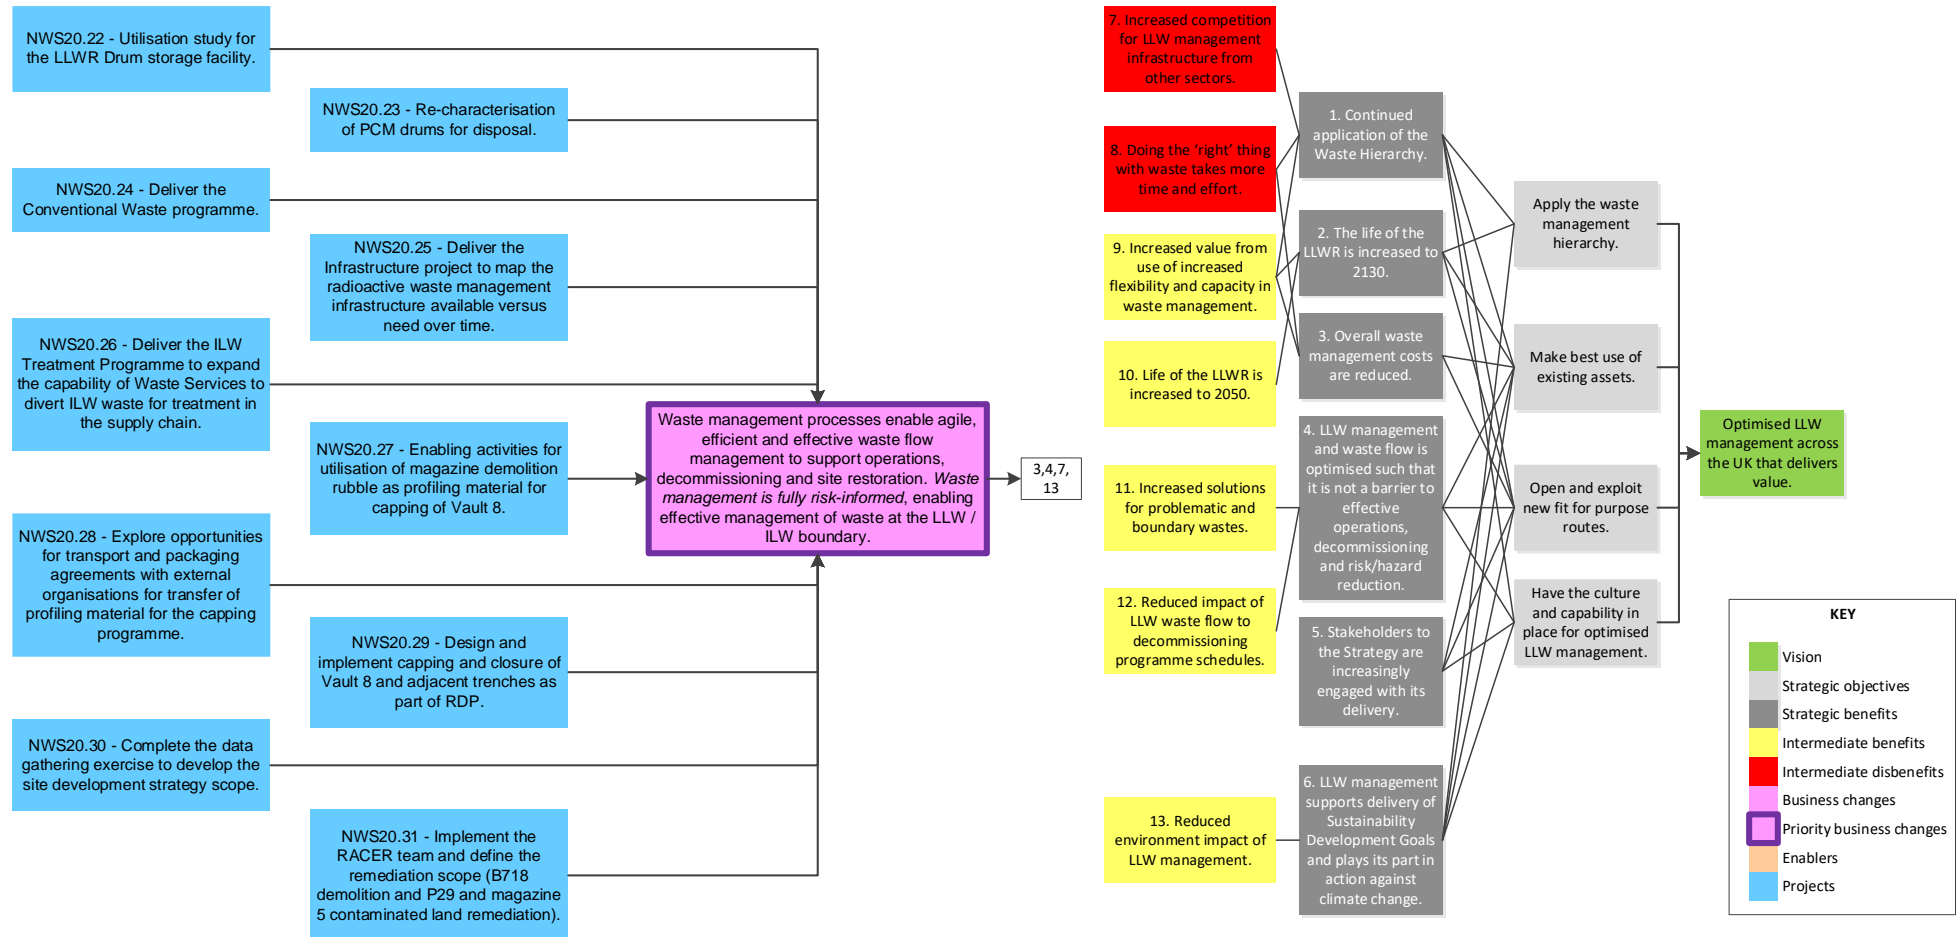 NWS20.22 - Utilisation study for
the LLWR Drum storage facility.
NWS20.23 - Re-characterisation
of PCM drums for disposal.
NWS20.24 - Deliver the
Conventional Waste programme.
NWS20.25 - Deliver the
Infrastructure project to map the
radioactive waste management
infrastructure available versus
need over time.
NWS20.26 - Deliver the ILW
Treatment Programme to expand
the capability of Waste Services to
divert ILW waste for treatment in
the supply chain.
NWS20.27 - Enabling activities for
utilisation of magazine demolition
rubble as profiling material for
capping of Vault 8.
NWS20.28 - Explore opportunities
for transport and packaging
agreements with external
organisations for transfer of
profiling material for the capping
programme.
NWS20.29 - Design and
implement capping and closure of
Vault 8 and adjacent trenches as
part of RDP.
NWS20.30 - Complete the data
gathering exercise to develop the
site development strategy scope.
NWS20.31 - Implement the
RACER team and define the
remediation scope (B718
demolition and P29 and magazine
5 contaminated land remediation).
Waste management processes enable agile,
efficient and effective waste flow
management to support operations,
decommissioning and site restoration. Waste
management is fully risk-informed, enabling
effective management of waste at the LLW /
ILW boundary.
3,4,7,
13
7. Increased competition
for LLW management
infrastructure from
other sectors.
8. Doing the ‘right’ thing
with waste takes more
time and effort.
9. Increased value from
use of increased
flexibility and capacity in
waste management.
10. Life of the LLWR is
increased to 2050.
11. Increased solutions
for problematic and
boundary wastes.
12. Reduced impact of
LLW waste flow to
decommissioning
programme schedules.
13. Reduced
environment impact of
LLW management.
1. Continued
application of the
Waste Hierarchy.
2. The life of the
LLWR is increased to
2130.
3. Overall waste
management costs
are reduced.
4. LLW management
and waste flow is
optimised such that
it is not a barrier to
effective
operations,
decommissioning
and risk/hazard
reduction.
5. Stakeholders to
the Strategy are
increasingly
engaged with its
delivery.
6. LLW management
supports delivery of
Sustainability
Development Goals
and plays its part in
action against
climate change.
Apply the waste
management
hierarchy.
Make best use of
existing assets.
Open and exploit
new fit for purpose
routes.
Have the culture
and capability in
place for optimised
LLW management.
Optimised LLW
management across
the UK that delivers
value.
KEY
Vision
Strategic objectives
Strategic benefits
Intermediate benefits
Intermediate disbenefits
Business changes
Priority business changes
Enablers
Projects